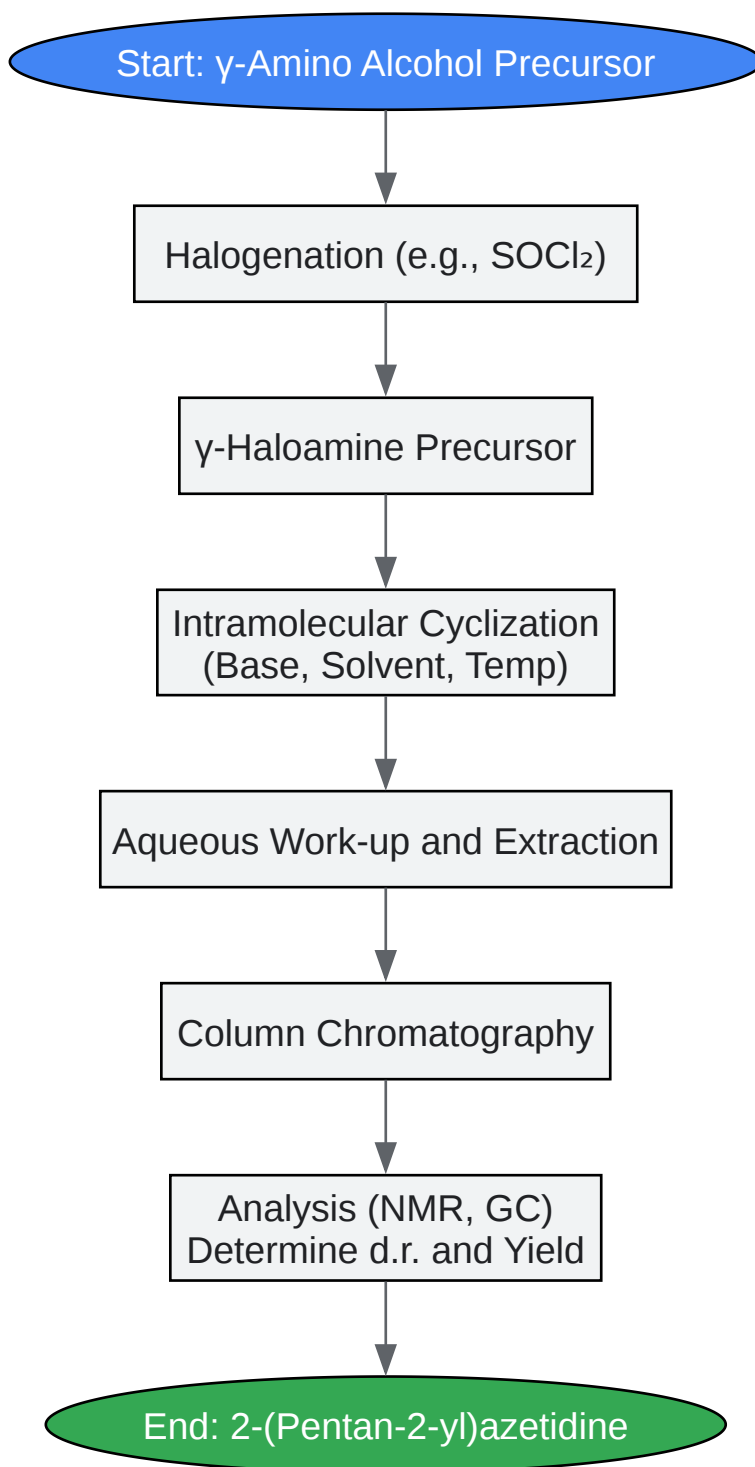 Start: γ-Amino Alcohol Precursor
Halogenation (e.g., SOCl₂)
γ-Haloamine Precursor
Intramolecular Cyclization
(Base, Solvent, Temp)
Aqueous Work-up and Extraction
Column Chromatography
Analysis (NMR, GC)
Determine d.r. and Yield
End: 2-(Pentan-2-yl)azetidine